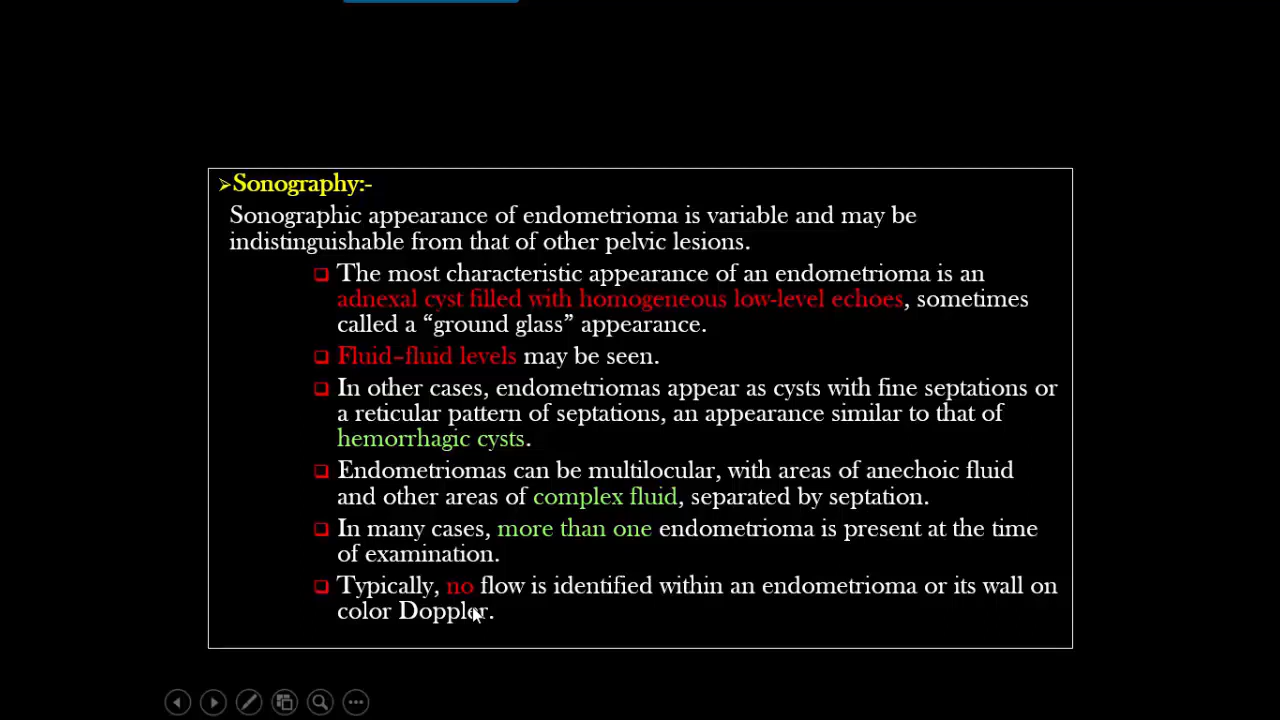 ➢Sonography:-
Sonographic appearance of endometrioma is variable and may be
indistinguishable from that of other pelvic lesions.
❑ The most characteristic appearance of an endometrioma is an
adnexal cyst filled with homogeneous low-level echoes, sometimes
called a “ground glass” appearance.
❑ Fluid–fluid levels may be seen.
❑ In other cases, endometriomas appear as cysts with fine septations or
a reticular pattern of septations, an appearance similar to that of
hemorrhagic cysts.
❑ Endometriomas can be multilocular, with areas of anechoic fluid
and other areas of complex fluid, separated by septation.
❑ In many cases, more than one endometrioma is present at the time
of examination.
❑ Typically, no flow is identified within an endometrioma or its wall on
color Doppler.